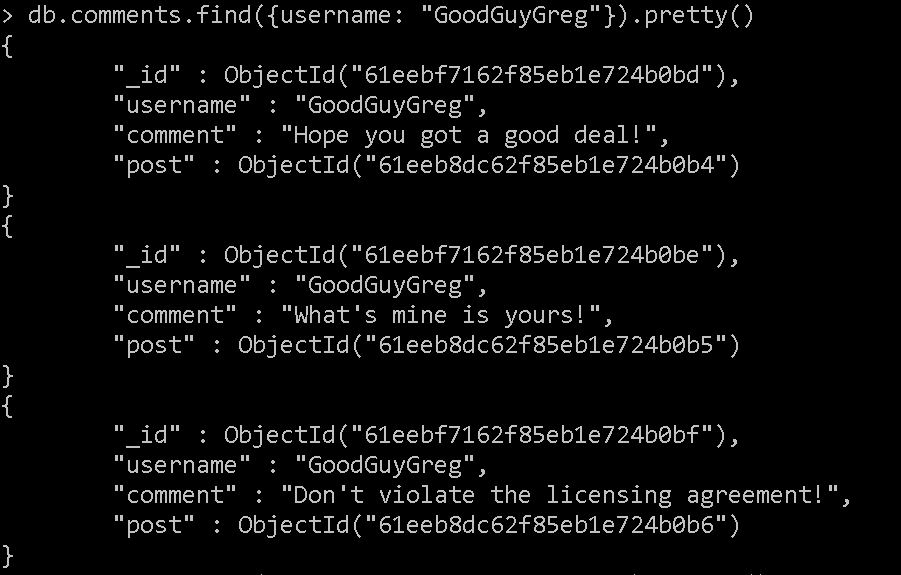 > db.comments.find({username: "GoodGuyGreg"}).pretty()
{
        "_id" : ObjectId("61eebf7162f85eb1e724b0bd"),
        "username" : "GoodGuyGreg",
        "comment" : "Hope you got a good deal!",
        "post" : ObjectId("61eeb8dc62f85eb1e724b0b4")
}
{
        "_id" : ObjectId("61eebf7162f85eb1e724b0be"),
        "username" : "GoodGuyGreg",
        "comment" : "What's mine is yours!",
        "post" : ObjectId("61eeb8dc62f85eb1e724b0b5")
}
{
        "_id" : ObjectId("61eebf7162f85eb1e724b0bf"),
        "username" : "GoodGuyGreg",
        "comment" : "Don't violate the licensing agreement!",
        "post" : ObjectId("61eeb8dc62f85eb1e724b0b6")
}